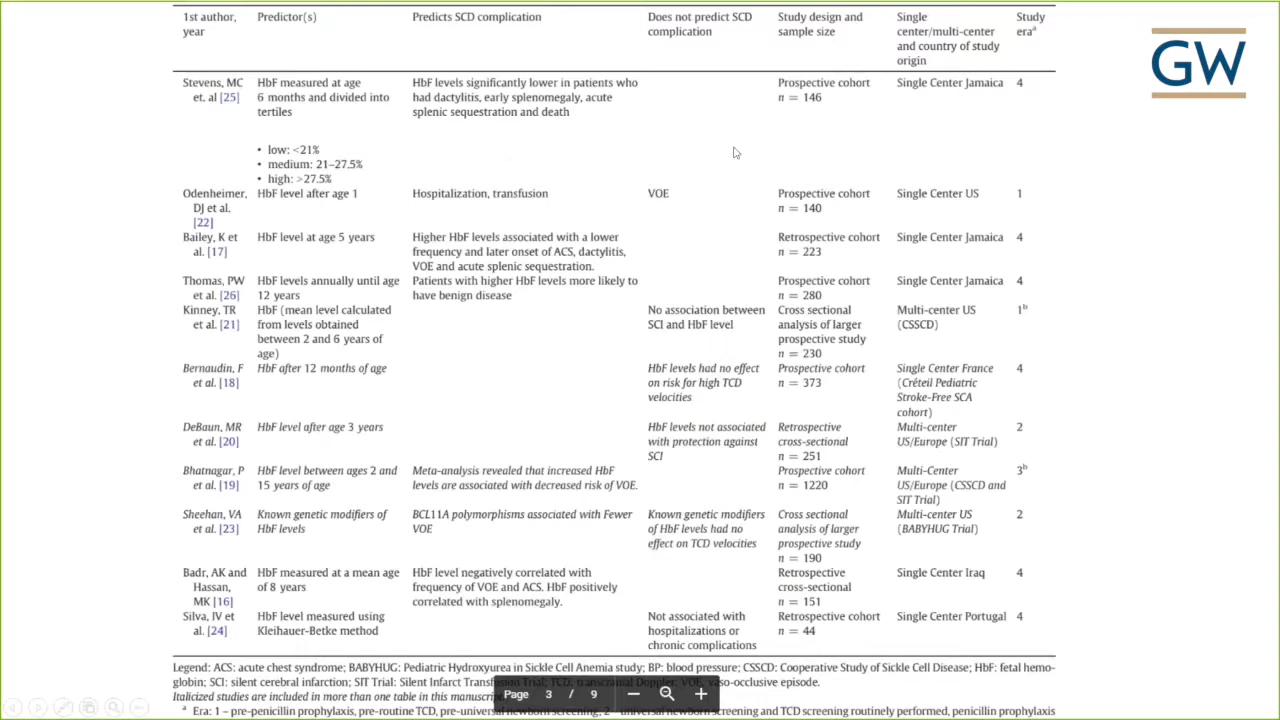 1st author, year Predictor(s) Predicts SCD complication Does not predict SCD complication Study design and sample size Single center/multi-center and country of study origin Study eraᵃ
GW
Stevens, MC et. al [25] HbF measured at age 6 months and divided into tertiles HbF levels significantly lower in patients who had dactylitis, early splenomegaly, acute splenic sequestration and death Prospective cohort n = 146 Single Center Jamaica 4
• low: <21%
• medium: 21–27.5%
• high: >27.5%
Odenheimer, DJ et al. [22] HbF level after age 1 Hospitalization, transfusion VOE Prospective cohort n = 140 Single Center US 1
Bailey, K et al. [17] HbF level at age 5 years Higher HbF levels associated with a lower frequency and later onset of ACS, dactylitis, VOE and acute splenic sequestration. Retrospective cohort n = 223 Single Center Jamaica 4
Thomas, PW et al. [26] HbF levels annually until age 12 years Patients with higher HbF levels more likely to have benign disease Prospective cohort n = 280 Single Center Jamaica 4
Kinney, TR et al. [21] HbF (mean level calculated from levels obtained between 2 and 6 years of age) No association between SCI and HbF level Cross sectional analysis of larger prospective study n = 230 Multi-center US (CSSCD) 1ᵇ
Bernaudin, F et al. [18] HbF after 12 months of age HbF levels had no effect on risk for high TCD velocities Prospective cohort n = 373 Single Center France (Créteil Pediatric Stroke-Free SCA cohort) 4
DeBaun, MR et al. [20] HbF level after age 3 years HbF levels not associated with protection against SCI Retrospective cross-sectional n = 251 Multi-center US/Europe (SIT Trial) 2
Bhatnagar, P et al. [19] HbF level between ages 2 and 15 years of age Meta-analysis revealed that increased HbF levels are associated with decreased risk of VOE. Prospective cohort n = 1220 Multi-Center US/Europe (CSSCD and SIT Trial) 3ᵇ
Sheehan, VA et al. [23] Known genetic modifiers of HbF levels BCL11A polymorphisms associated with Fewer VOE Known genetic modifiers of HbF levels had no effect on TCD velocities Cross sectional analysis of larger prospective study n = 190 Multi-center US (BABYHUG Trial) 2
Badr, AK and Hassan, MK [16] HbF measured at a mean age of 8 years HbF level negatively correlated with frequency of VOE and ACS. HbF positively correlated with splenomegaly. Retrospective cross-sectional n = 151 Single Center Iraq 4
Silva, IV et al. [24] HbF level measured using Kleihauer-Betke method Not associated with hospitalizations or chronic complications Retrospective cohort n = 44 Single Center Portugal 4
Legend: ACS: acute chest syndrome; BABYHUG: Pediatric Hydroxyurea in Sickle Cell Anemia study; BP: blood pressure; CSSCD: Cooperative Study of Sickle Cell Disease; HbF: fetal hemo-
globin; SCI: silent cerebral infarction; SIT Trial: Silent Infarct Transfusion Trial; TCD: transcranial Doppler; VOE, vaso-occlusive episode.
Italicized studies are included in more than one table in this manuscript
ᵃ Era: 1 – pre-penicillin prophylaxis, pre-routine TCD, pre-universal newborn screening, 2 – universal newborn screening and TCD screening routinely performed, penicillin prophylaxis
Page 3 / 9